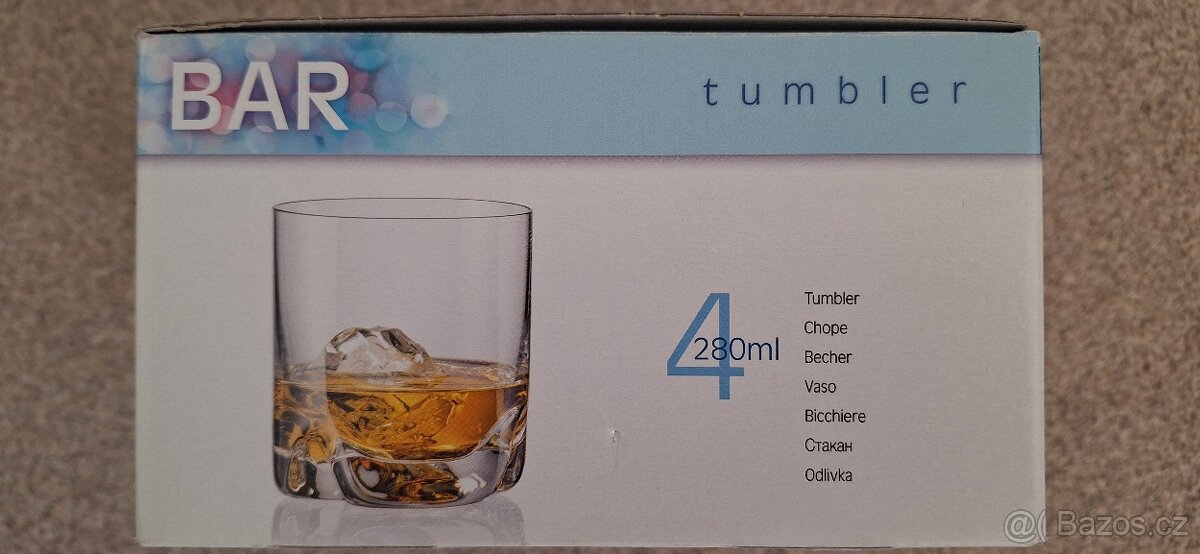 BAR
tumbler
4
280ml
Tumbler
Chope
Becher
Vaso
Bicchiere
Стакан
Odlivka
@( Bazos.cz